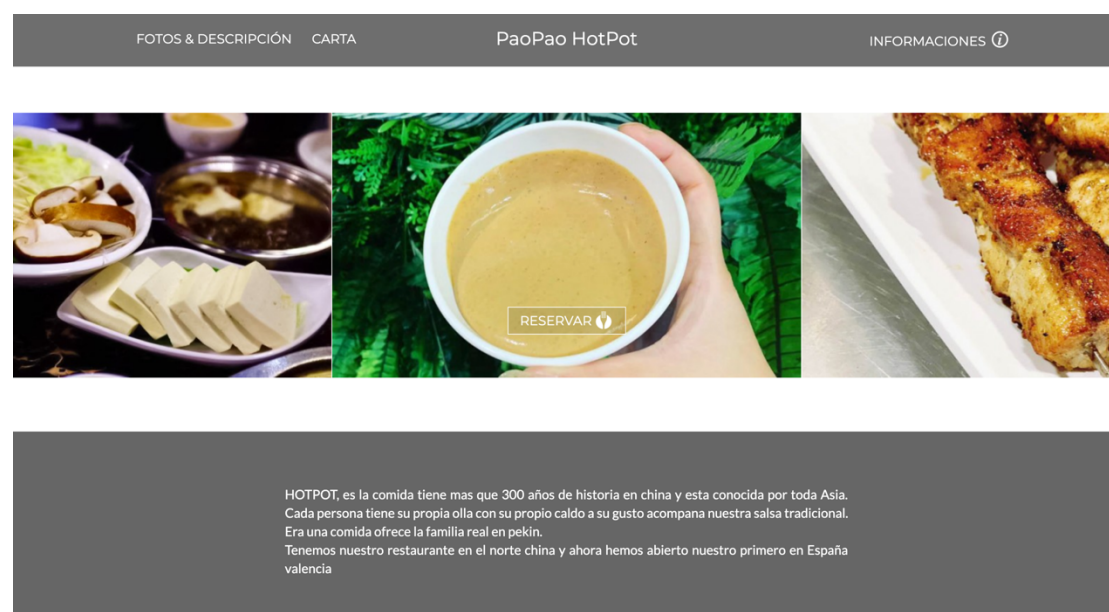 FOTOS & DESCRIPCIÓN CARTA PaoPao HotPot INFORMACIONES
RESERVAR
HOTPOT, es la comida tiene mas que 300 años de historia en china y esta conocida por toda Asia.
Cada persona tiene su propia olla con su propio caldo a su gusto acompana nuestra salsa tradicional.
Era una comida ofrece la familia real en pekin.
Tenemos nuestro restaurante en el norte china y ahora hemos abierto nuestro primero en España
valencia